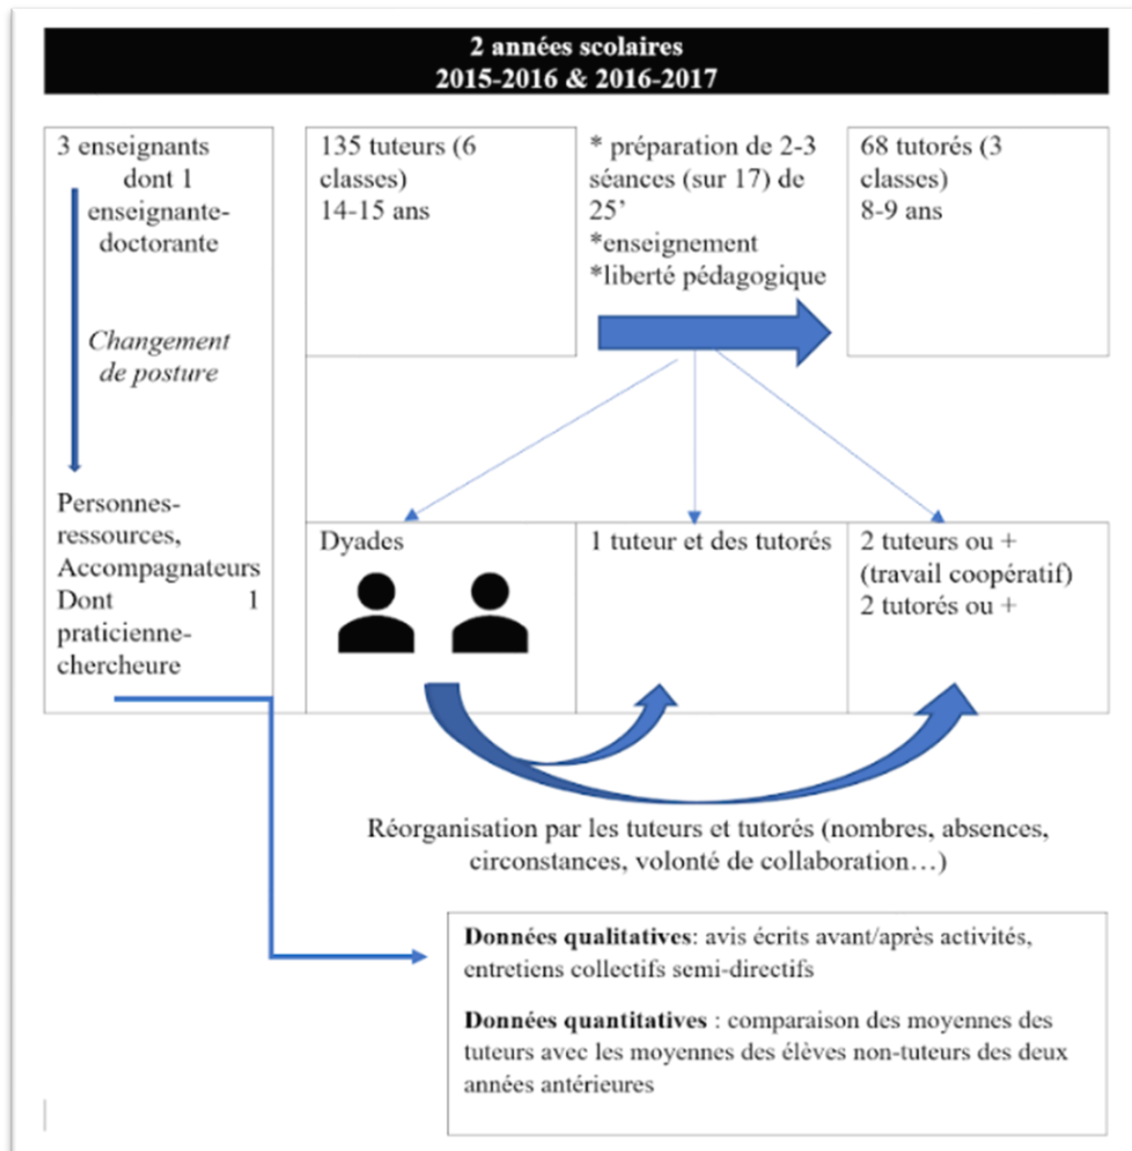 2 années scolaires
2015-2016 & 2016-2017
3 enseignants
dont 1
enseignante-
doctorante
Changement
de posture
Personnes-
ressources,
Accompagnateurs
Dont 1
praticienne-
chercheure
135 tuteurs (6
classes)
14-15 ans
* préparation de 2-3
séances (sur 17) de
25’
*enseignement
*liberté pédagogique
68 tutorés (3
classes)
8-9 ans
Dyades
1 tuteur et des tutorés
2 tuteurs ou +
(travail coopératif)
2 tutorés ou +
Réorganisation par les tuteurs et tutorés (nombres, absences,
circonstances, volonté de collaboration…)
Données qualitatives: avis écrits avant/après activités,
entretiens collectifs semi-directifs
Données quantitatives : comparaison des moyennes des
tuteurs avec les moyennes des élèves non-tuteurs des deux
années antérieures